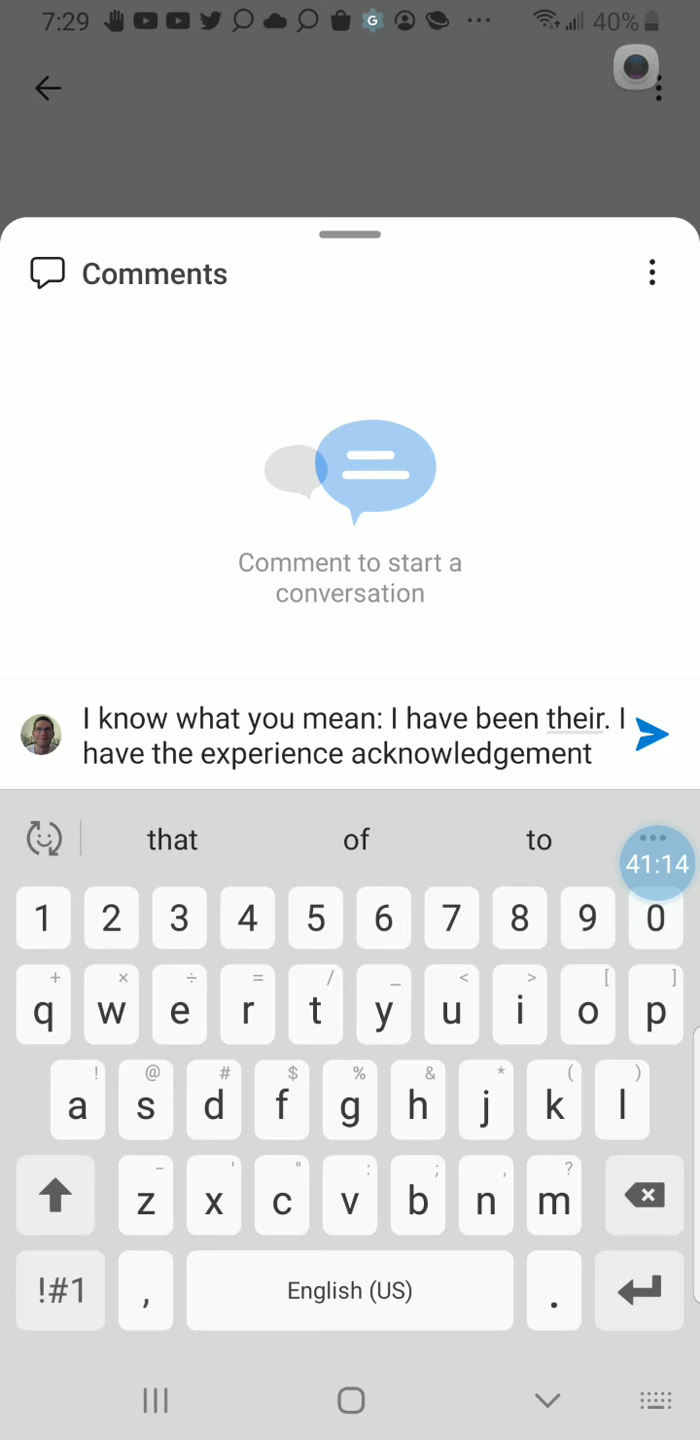 7:29 40%
Comments
Comment to start a
conversation
I know what you mean: I have been their. I
have the experience acknowledgement
that of to
41:14
1 2 3 4 5 6 7 8 9 0
+ × ÷ = / _ < > [ ]
q w e r t y u i o p
! @ # $ % & * ( )
a s d f g h j k l
- ' " : ; , ?
z x c v b n m
!#1 , English (US) .